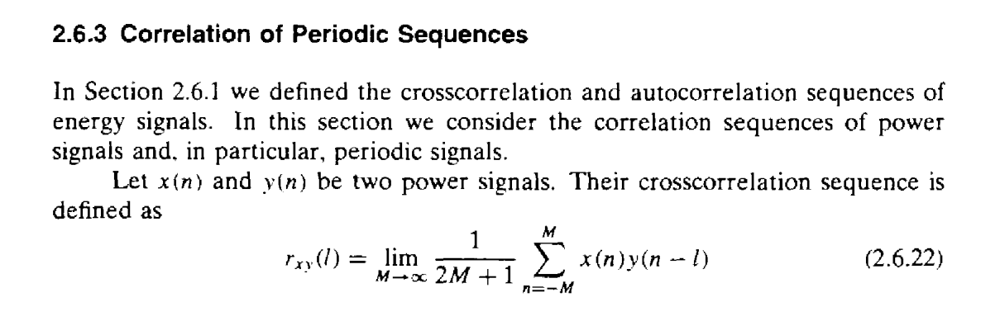 2.6.3 Correlation of Periodic Sequences
In Section 2.6.1 we defined the crosscorrelation and autocorrelation sequences of
energy signals. In this section we consider the correlation sequences of power
signals and, in particular, periodic signals.
Let x(n) and y(n) be two power signals. Their crosscorrelation sequence is
defined as
r_{xy}(l) = lim_{M→∞} \frac{1}{2M + 1} \sum_{n=-M}^{M} x(n)y(n − l) (2.6.22)